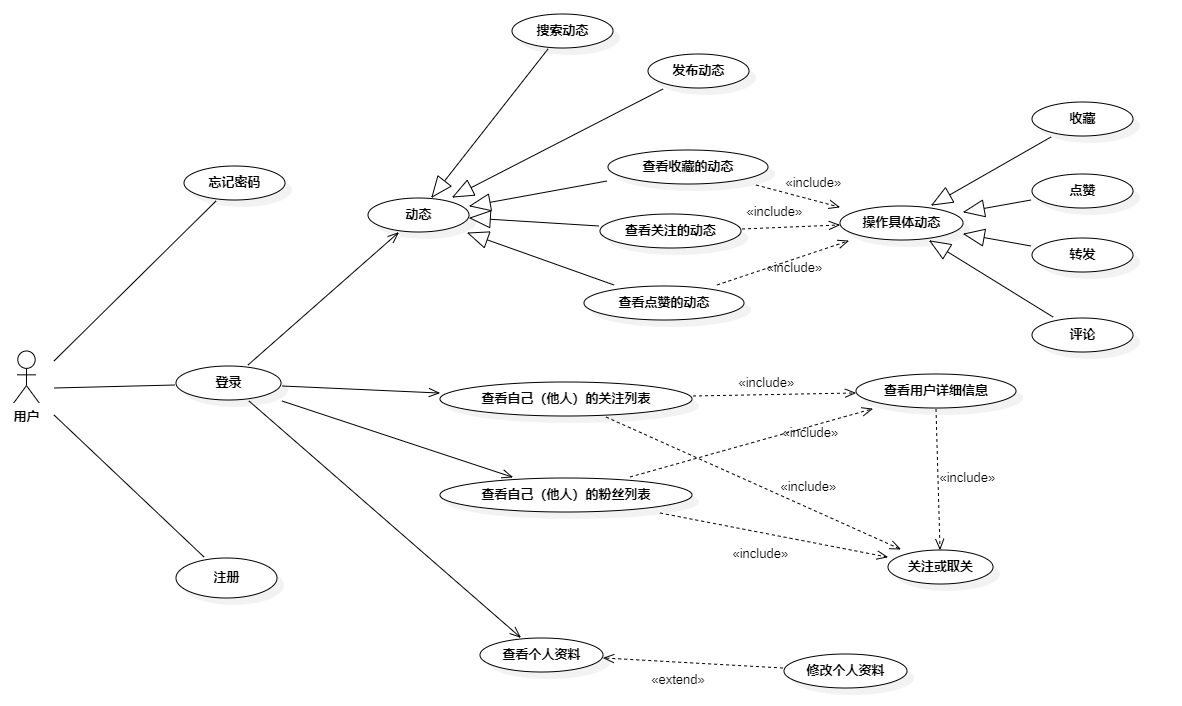 搜索动态
发布动态
收藏
查看收藏的动态
忘记密码
«include»
点赞
«include»
动态
操作具体动态
查看关注的动态
转发
«include»
查看点赞的动态
评论
登录
«include»
查看用户详细信息
查看自己（他人）的关注列表
用户
«include»
«include»
«include»
查看自己（他人）的粉丝列表
«include»
关注或取关
注册
查看个人资料
修改个人资料
«extend»